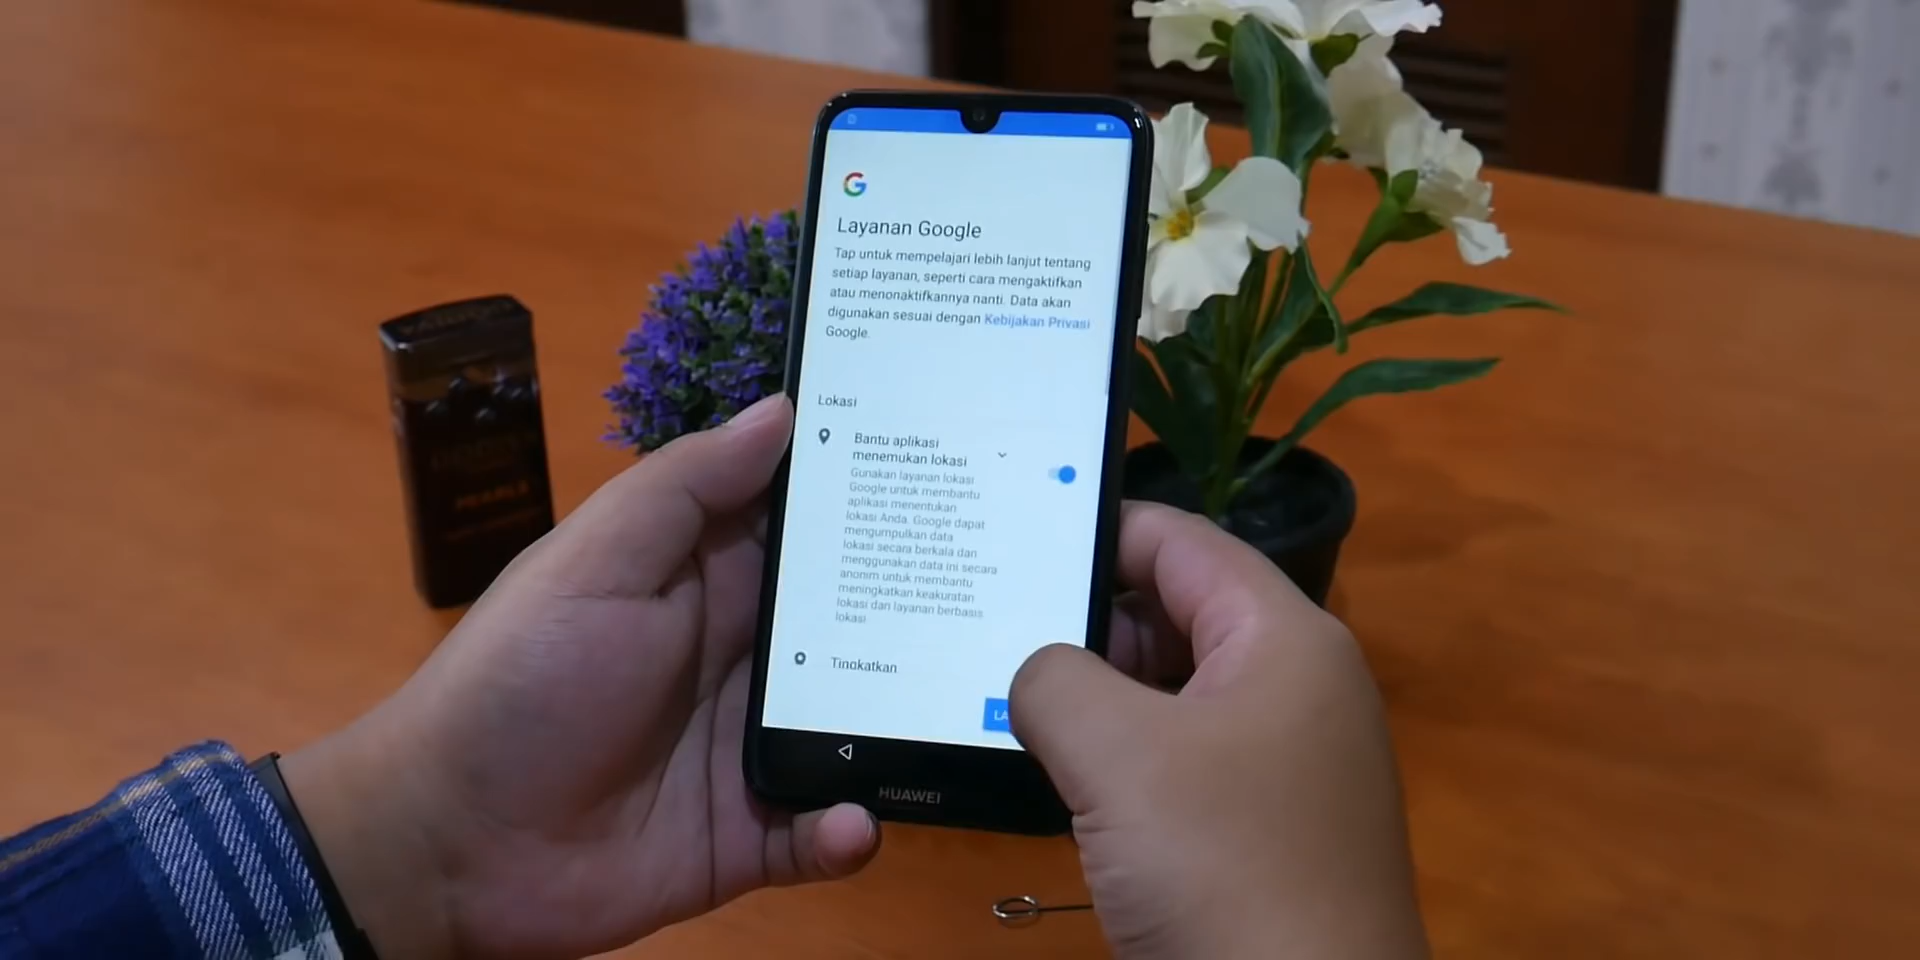 Layanan Google
Tap untuk mempelajari lebih lanjut tentang
setiap layanan, seperti cara mengaktifkan
atau menonaktifkannya nanti. Data akan
digunakan sesuai dengan Kebijakan Privasi
Google.
Lokasi
Bantu aplikasi
menemukan lokasi
Gunakan layanan lokasi
Google untuk membantu
aplikasi menentukan
lokasi Anda. Google dapat
mengumpulkan data
lokasi secara berkala dan
menggunakan data ini secara
anonim untuk membantu
meningkatkan keakuratan
lokasi dan layanan berbasis
lokasi
Tingkatkan
LA
HUAWEI